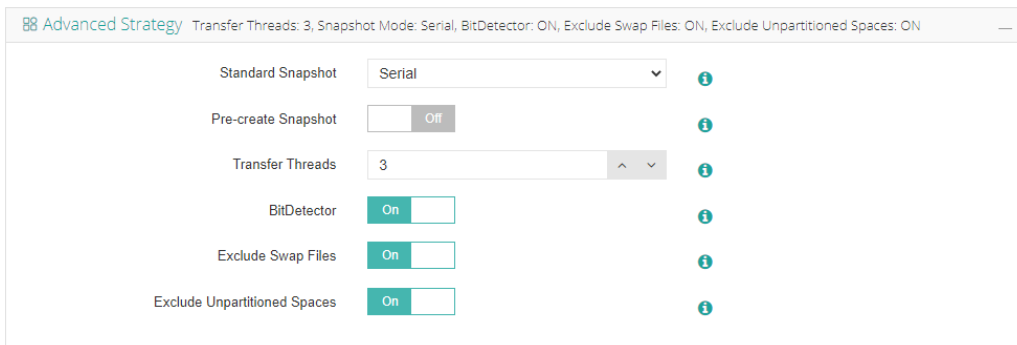 Advanced Strategy Transfer Threads: 3, Snapshot Mode: Serial, BitDetector: ON, Exclude Swap Files: ON, Exclude Unpartitioned Spaces: ON
Standard Snapshot Serial
Pre-create Snapshot Off
Transfer Threads 3
BitDetector On
Exclude Swap Files On
Exclude Unpartitioned Spaces On